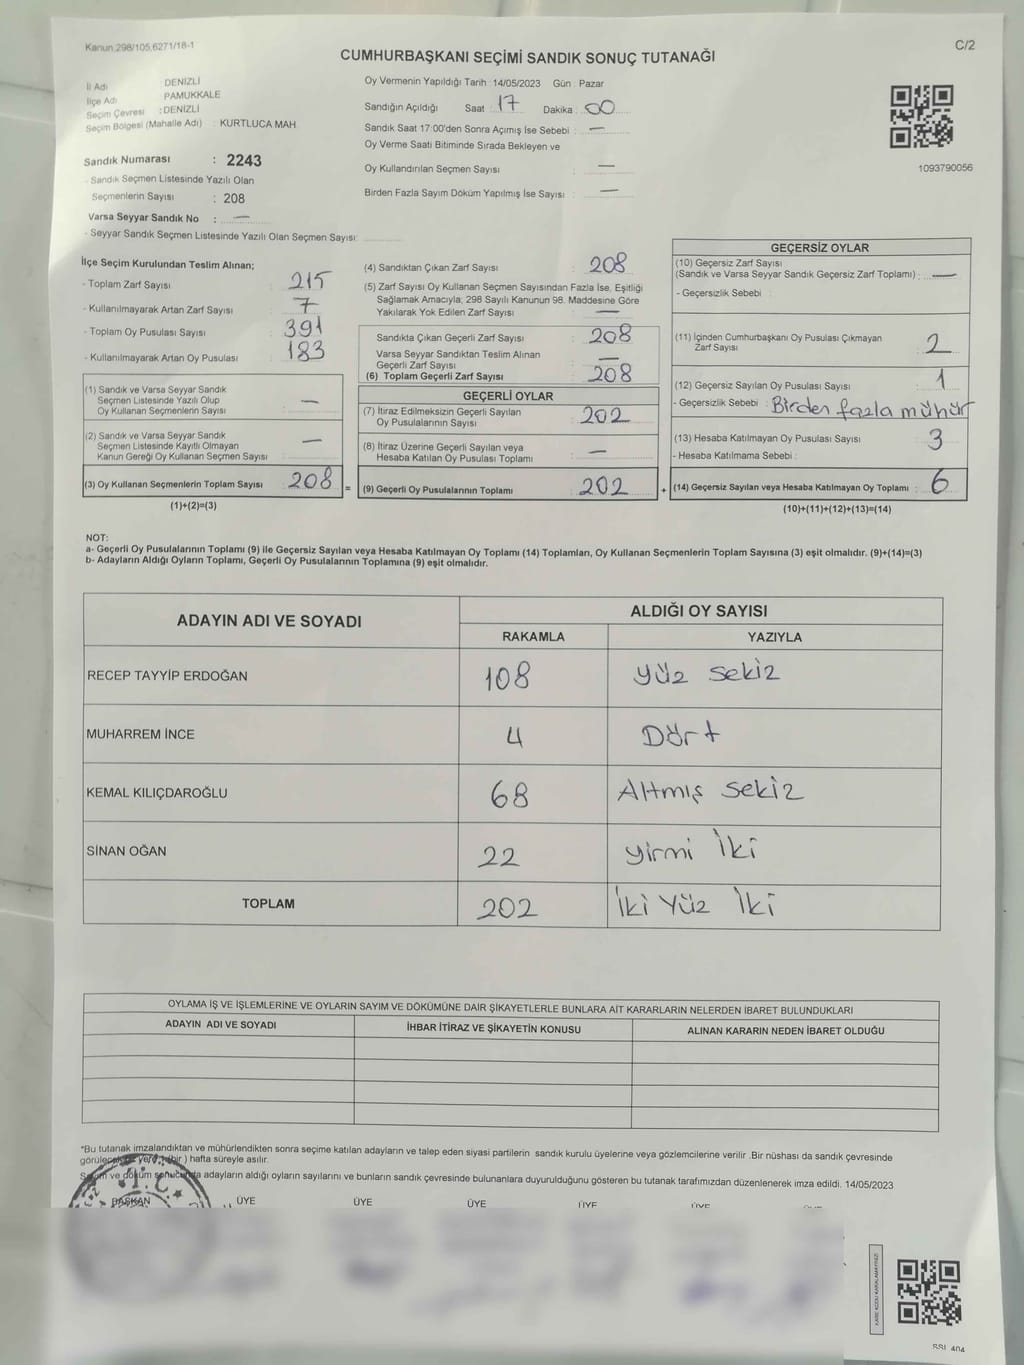 Kanun,298/105,6271/18-1
C/2
CUMHURBAŞKANI SEÇİMİ SANDIK SONUÇ TUTANAĞI
İl Adı : DENİZLİ
İlçe Adı : PAMUKKALE
Seçim Çevresi : DENİZLİ
Seçim Bölgesi (Mahalle Adı) : KURTLUCA MAH.
Sandık Numarası : 2243
- Sandık Seçmen Listesinde Yazılı Olan
Seçmenlerin Sayısı : 208
Varsa Seyyar Sandık No : —
- Seyyar Sandık Seçmen Listesinde Yazılı Olan Seçmen Sayısı:
Oy Vermenin Yapıldığı Tarih 14/05/2023 Gün Pazar
Sandığın Açıldığı Saat : 17 Dakika : 00
Sandık Saat 17:00'den Sonra Açımış İse Sebebi : —
Oy Verme Saati Bitiminde Sırada Bekleyen ve
Oy Kullandırılan Seçmen Sayısı : —
Birden Fazla Sayım Döküm Yapılmış İse Sayısı : —
1093790056
İlçe Seçim Kurulundan Teslim Alınan;
- Toplam Zarf Sayısı : 215
- Kullanılmayarak Artan Zarf Sayısı : 7
- Toplam Oy Pusulası Sayısı : 391
- Kullanılmayarak Artan Oy Pusulası : 183
(1) Sandık ve Varsa Seyyar Sandık
Seçmen Listesinde Yazılı Olup
Oy Kullanan Seçmenlerin Sayısı : —
(2) Sandık ve Varsa Seyyar Sandık
Seçmen Listesinde Kayıtlı Olmayan
Kanun Gereği Oy Kullanan Seçmen Sayısı : —
(3) Oy Kullanan Seçmenlerin Toplam Sayısı : 208 =
(1)+(2)=(3)
(4) Sandıktan Çıkan Zarf Sayısı : 208
(5) Zarf Sayısı Oy Kullanan Seçmen Sayısından Fazla İse, Eşitliği
Sağlamak Amacıyla; 298 Sayılı Kanunun 98. Maddesine Göre
Yakılarak Yok Edilen Zarf Sayısı : —
Sandıkta Çıkan Geçerli Zarf Sayısı : 208
Varsa Seyyar Sandıktan Teslim Alınan
Geçerli Zarf Sayısı : —
(6) Toplam Geçerli Zarf Sayısı : 208
GEÇERLİ OYLAR
(7) İtiraz Edilmeksizin Geçerli Sayılan
Oy Pusulalarının Sayısı : 202
(8) İtiraz Üzerine Geçerli Sayılan veya
Hesaba Katılan Oy Pusulası Toplamı : —
(9) Geçerli Oy Pusulalarının Toplamı : 202 +
GEÇERSİZ OYLAR
(10) Geçersiz Zarf Sayısı
(Sandık ve Varsa Seyyar Sandık Geçersiz Zarf Toplamı) : —
- Geçersizlik Sebebi :
(11) İçinden Cumhurbaşkanı Oy Pusulası Çıkmayan
Zarf Sayısı : 2
(12) Geçersiz Sayılan Oy Pusulası Sayısı : 1
- Geçersizlik Sebebi : Birden fazla mühür
(13) Hesaba Katılmayan Oy Pusulası Sayısı : 3
- Hesaba Katılmama Sebebi :
(14) Geçersiz Sayılan veya Hesaba Katılmayan Oy Toplamı : 6
(10)+(11)+(12)+(13)=(14)
NOT:
a- Geçerli Oy Pusulalarının Toplamı (9) ile Geçersiz Sayılan veya Hesaba Katılmayan Oy Toplamı (14) Toplamları, Oy Kullanan Seçmenlerin Toplam Sayısına (3) eşit olmalıdır. (9)+(14)=(3)
b- Adayların Aldığı Oyların Toplamı, Geçerli Oy Pusulalarının Toplamına (9) eşit olmalıdır.
ADAYIN ADI VE SOYADI
ALDIĞI OY SAYISI
RAKAMLA YAZIYLA
RECEP TAYYİP ERDOĞAN 108 Yüz Sekiz
MUHARREM İNCE 4 Dört
KEMAL KILIÇDAROĞLU 68 Altmış Sekiz
SİNAN OĞAN 22 Yirmi İki
TOPLAM 202 İki Yüz İki
OYLAMA İŞ VE İŞLEMLERİNE VE OYLARIN SAYIM VE DÖKÜMÜNE DAİR ŞİKAYETLERLE BUNLARA AİT KARARLARIN NELERDEN İBARET BULUNDUKLARI
ADAYIN ADI VE SOYADI İHBAR İTİRAZ VE ŞİKAYETİN KONUSU ALINAN KARARIN NEDEN İBARET OLDUĞU
*Bu tutanak imzalandıktan ve mühürlendikten sonra seçime katılan adayların ve talep eden siyasi partilerin sandık kurulu üyelerine veya gözlemcilerine verilir .Bir nüshası da sandık çevresinde
görülecek bir yere 1 (bir ) hafta süreyle asılır.
Seçim ve döküm sonucunda adayların aldığı oyların sayılarını ve bunların sandık çevresinde bulunanlara duyurulduğunu gösteren bu tutanak tarafımızdan düzenlenerek imza edildi. 14/05/2023
T.C.
BAŞKAN ÜYE ÜYE ÜYE ÜYE ÜYE